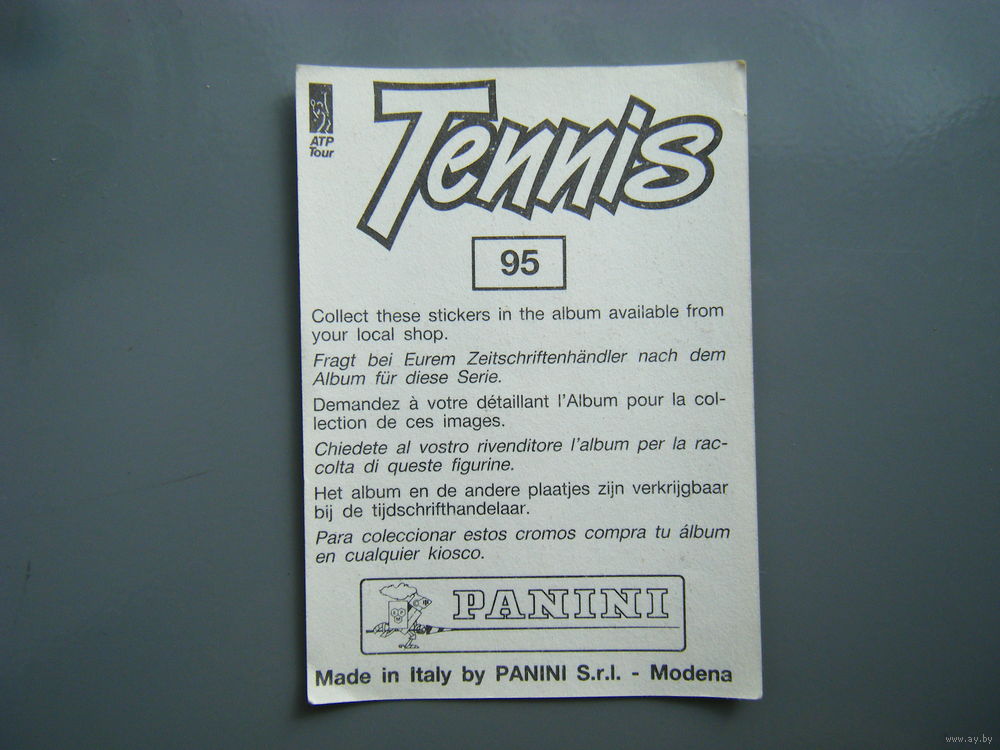 ATP
Tour
Tennis
95
Collect these stickers in the album available from
your local shop.
Fragt bei Eurem Zeitschriftenhändler nach dem
Album für diese Serie.
Demandez à votre détaillant l'Album pour la col-
lection de ces images.
Chiedete al vostro rivenditore l'album per la rac-
colta di queste figurine.
Het album en de andere plaatjes zijn verkrijgbaar
bij de tijdschrifthandelaar.
Para coleccionar estos cromos compra tu álbum
en cualquier kiosco.
PANINI
Made in Italy by PANINI S.r.l. - Modena
www.ay.by